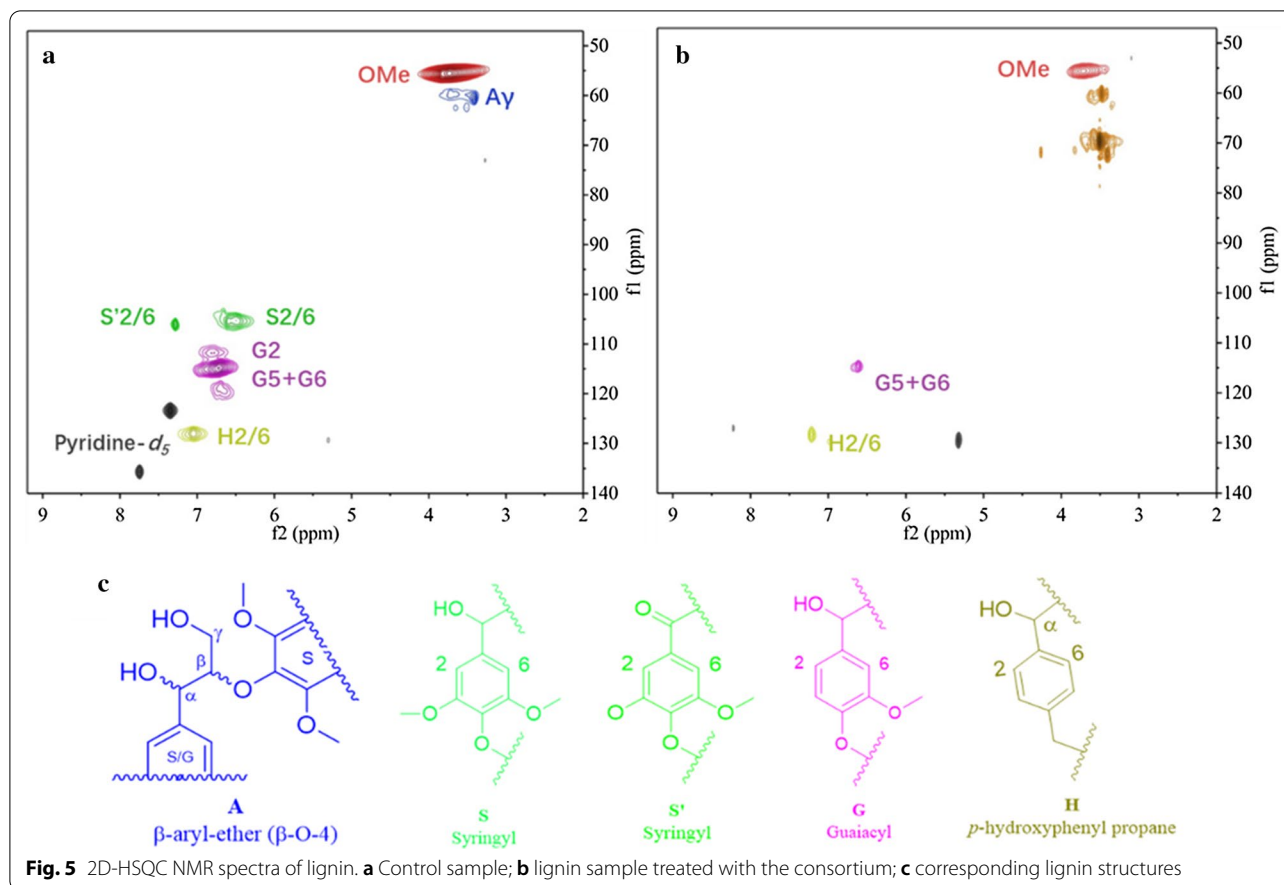 a
OMe
Aγ
S'2/6
S2/6
G2
G5+G6
H2/6
Pyridine-d5
50
60
70
80
90
100
110
120
130
140
f1 (ppm)
9 8 7 6 5 4 3 2
f2 (ppm)
b
OMe
G5+G6
H2/6
50
60
70
80
90
100
110
120
130
140
f1 (ppm)
9 8 7 6 5 4 3 2
f2 (ppm)
c
HO
O
γ
HO
β
α
O
S
O
S/G
A
β-aryl-ether (β-O-4)
HO
2 6
O
O
O
S
Syringyl
O
2 6
O
O
O
S'
Syringyl
HO
2 6
O
O
G
Guaiacyl
HO
α
2 6
H
p-hydroxyphenyl propane
Fig. 5 2D-HSQC NMR spectra of lignin. a Control sample; b lignin sample treated with the consortium; c corresponding lignin structures